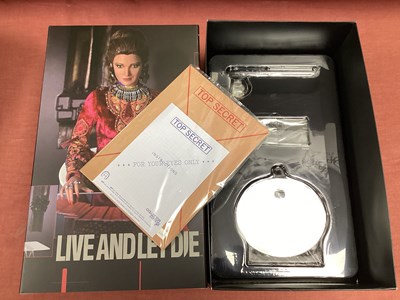 TOP SECRET
TOP SECRET
*** FOR YOUR EYES ONLY ***
LIVE AND LET DIE